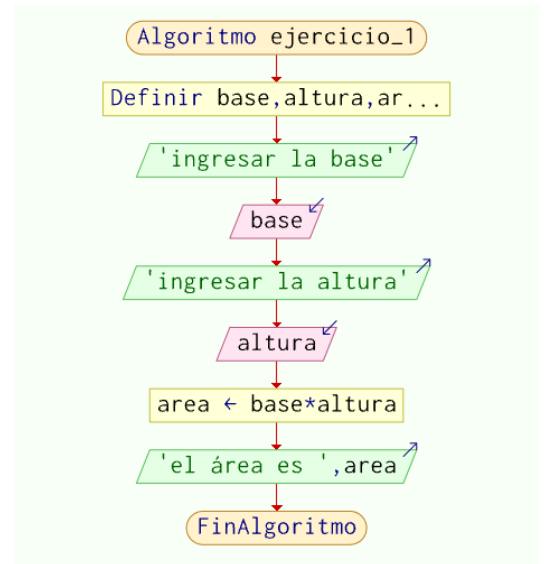 Algoritmo ejercicio_1
Definir base,altura,ar...
'ingresar la base'
base
'ingresar la altura'
altura
area ← base*altura
'el área es ',area
FinAlgoritmo